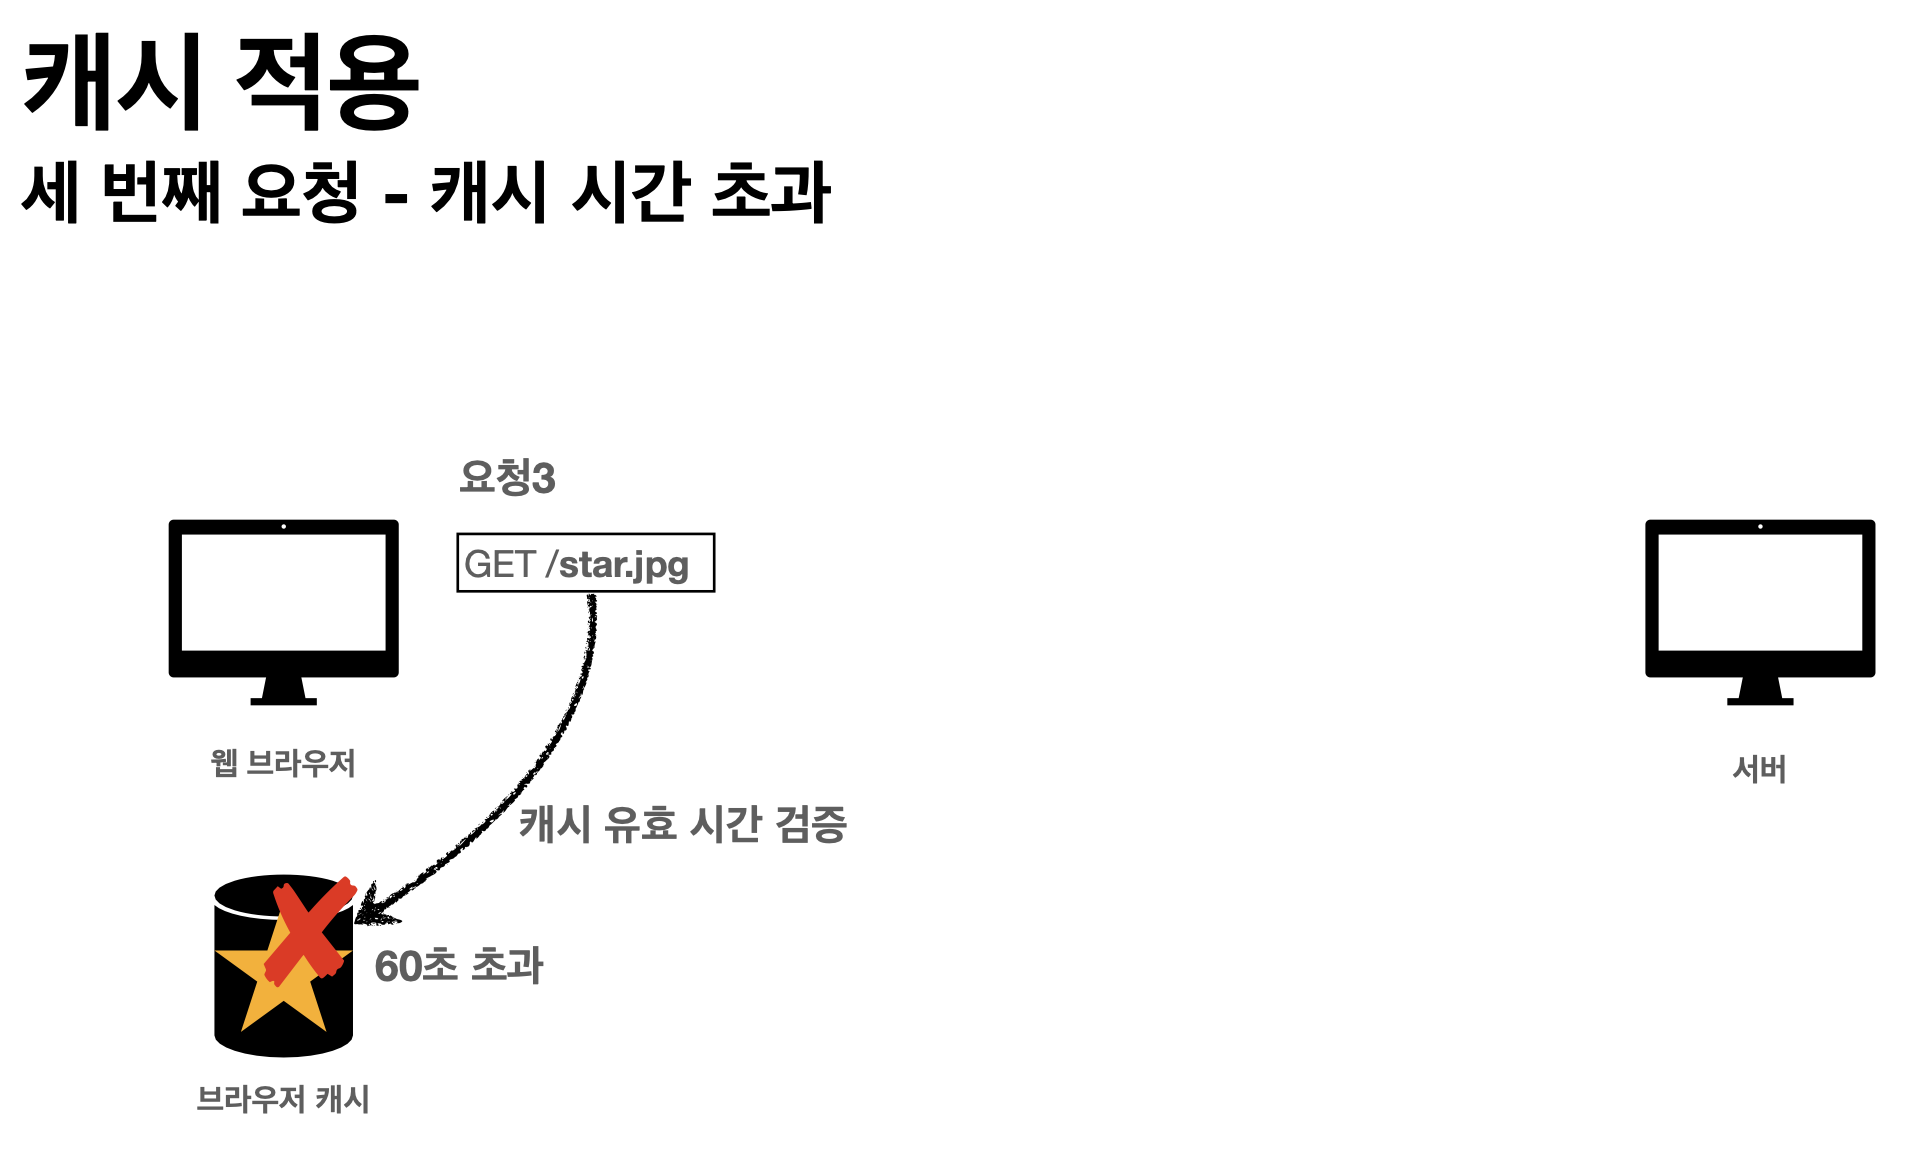 캐시 적용
세 번째 요청 - 캐시 시간 초과
요청3
GET /star.jpg
웹 브라우저
서버
캐시 유효 시간 검증
60초 초과
브라우저 캐시